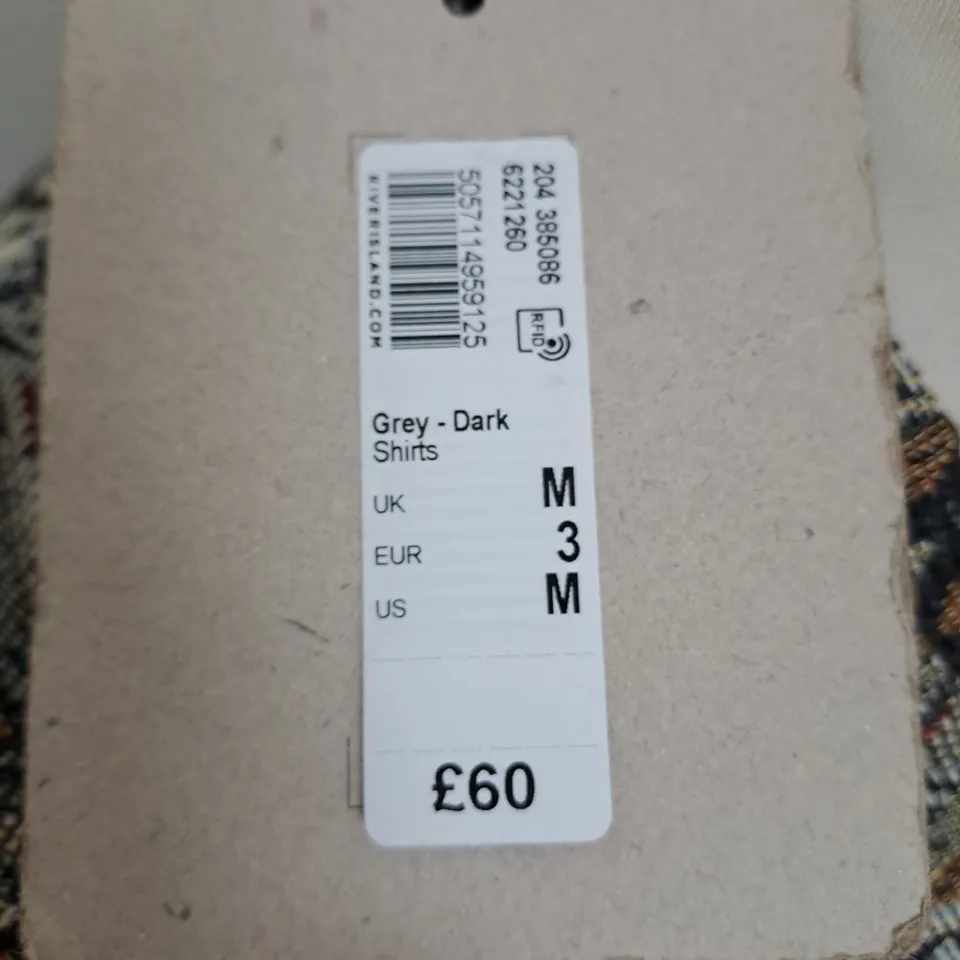 204 385086
6221260
5057114959125
RIVERISLAND.COM
RFID
Grey - Dark
Shirts
UK M
EUR 3
US M
£60